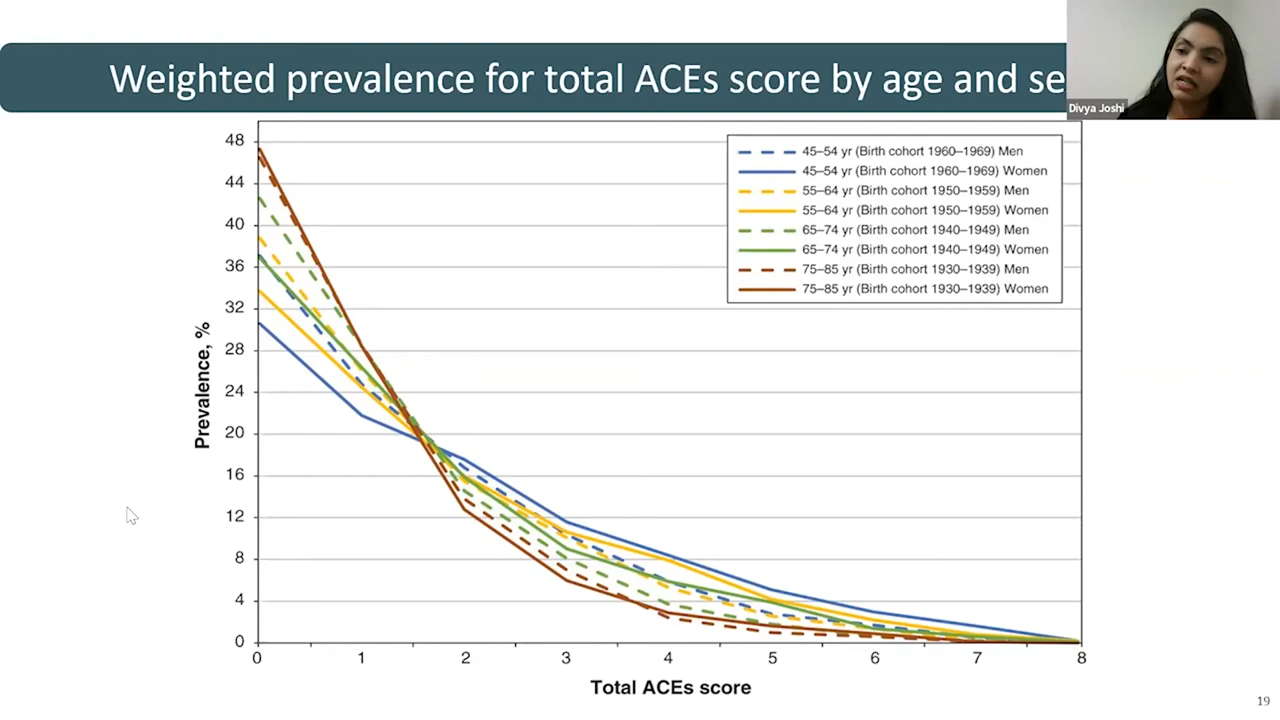 Weighted prevalence for total ACEs score by age and se
Divya Joshi
48
44
40
36
32
28
24
20
16
12
8
4
0
Prevalence, %
45–54 yr (Birth cohort 1960–1969) Men
45–54 yr (Birth cohort 1960–1969) Women
55–64 yr (Birth cohort 1950–1959) Men
55–64 yr (Birth cohort 1950–1959) Women
65–74 yr (Birth cohort 1940–1949) Men
65–74 yr (Birth cohort 1940–1949) Women
75–85 yr (Birth cohort 1930–1939) Men
75–85 yr (Birth cohort 1930–1939) Women
0 1 2 3 4 5 6 7 8
Total ACEs score
19